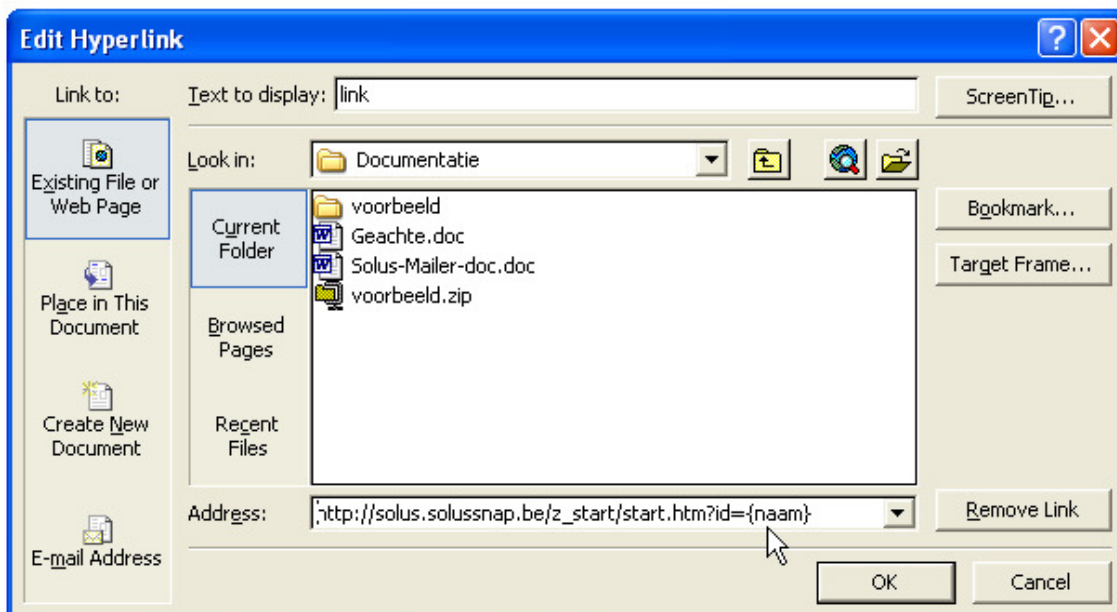 Edit Hyperlink
Link to:
Text to display: link
ScreenTip...
Existing File or
Web Page
Place in This
Document
Create New
Document
E-mail Address
Look in: Documentatie
Current
Folder
Browsed
Pages
Recent
Files
voorbeeld
Geachte.doc
Solus-Mailer-doc.doc
voorbeeld.zip
Bookmark...
Target Frame...
Address: http://solus.solussnap.be/z_start/start.htm?id={naam}
Remove Link
OK
Cancel